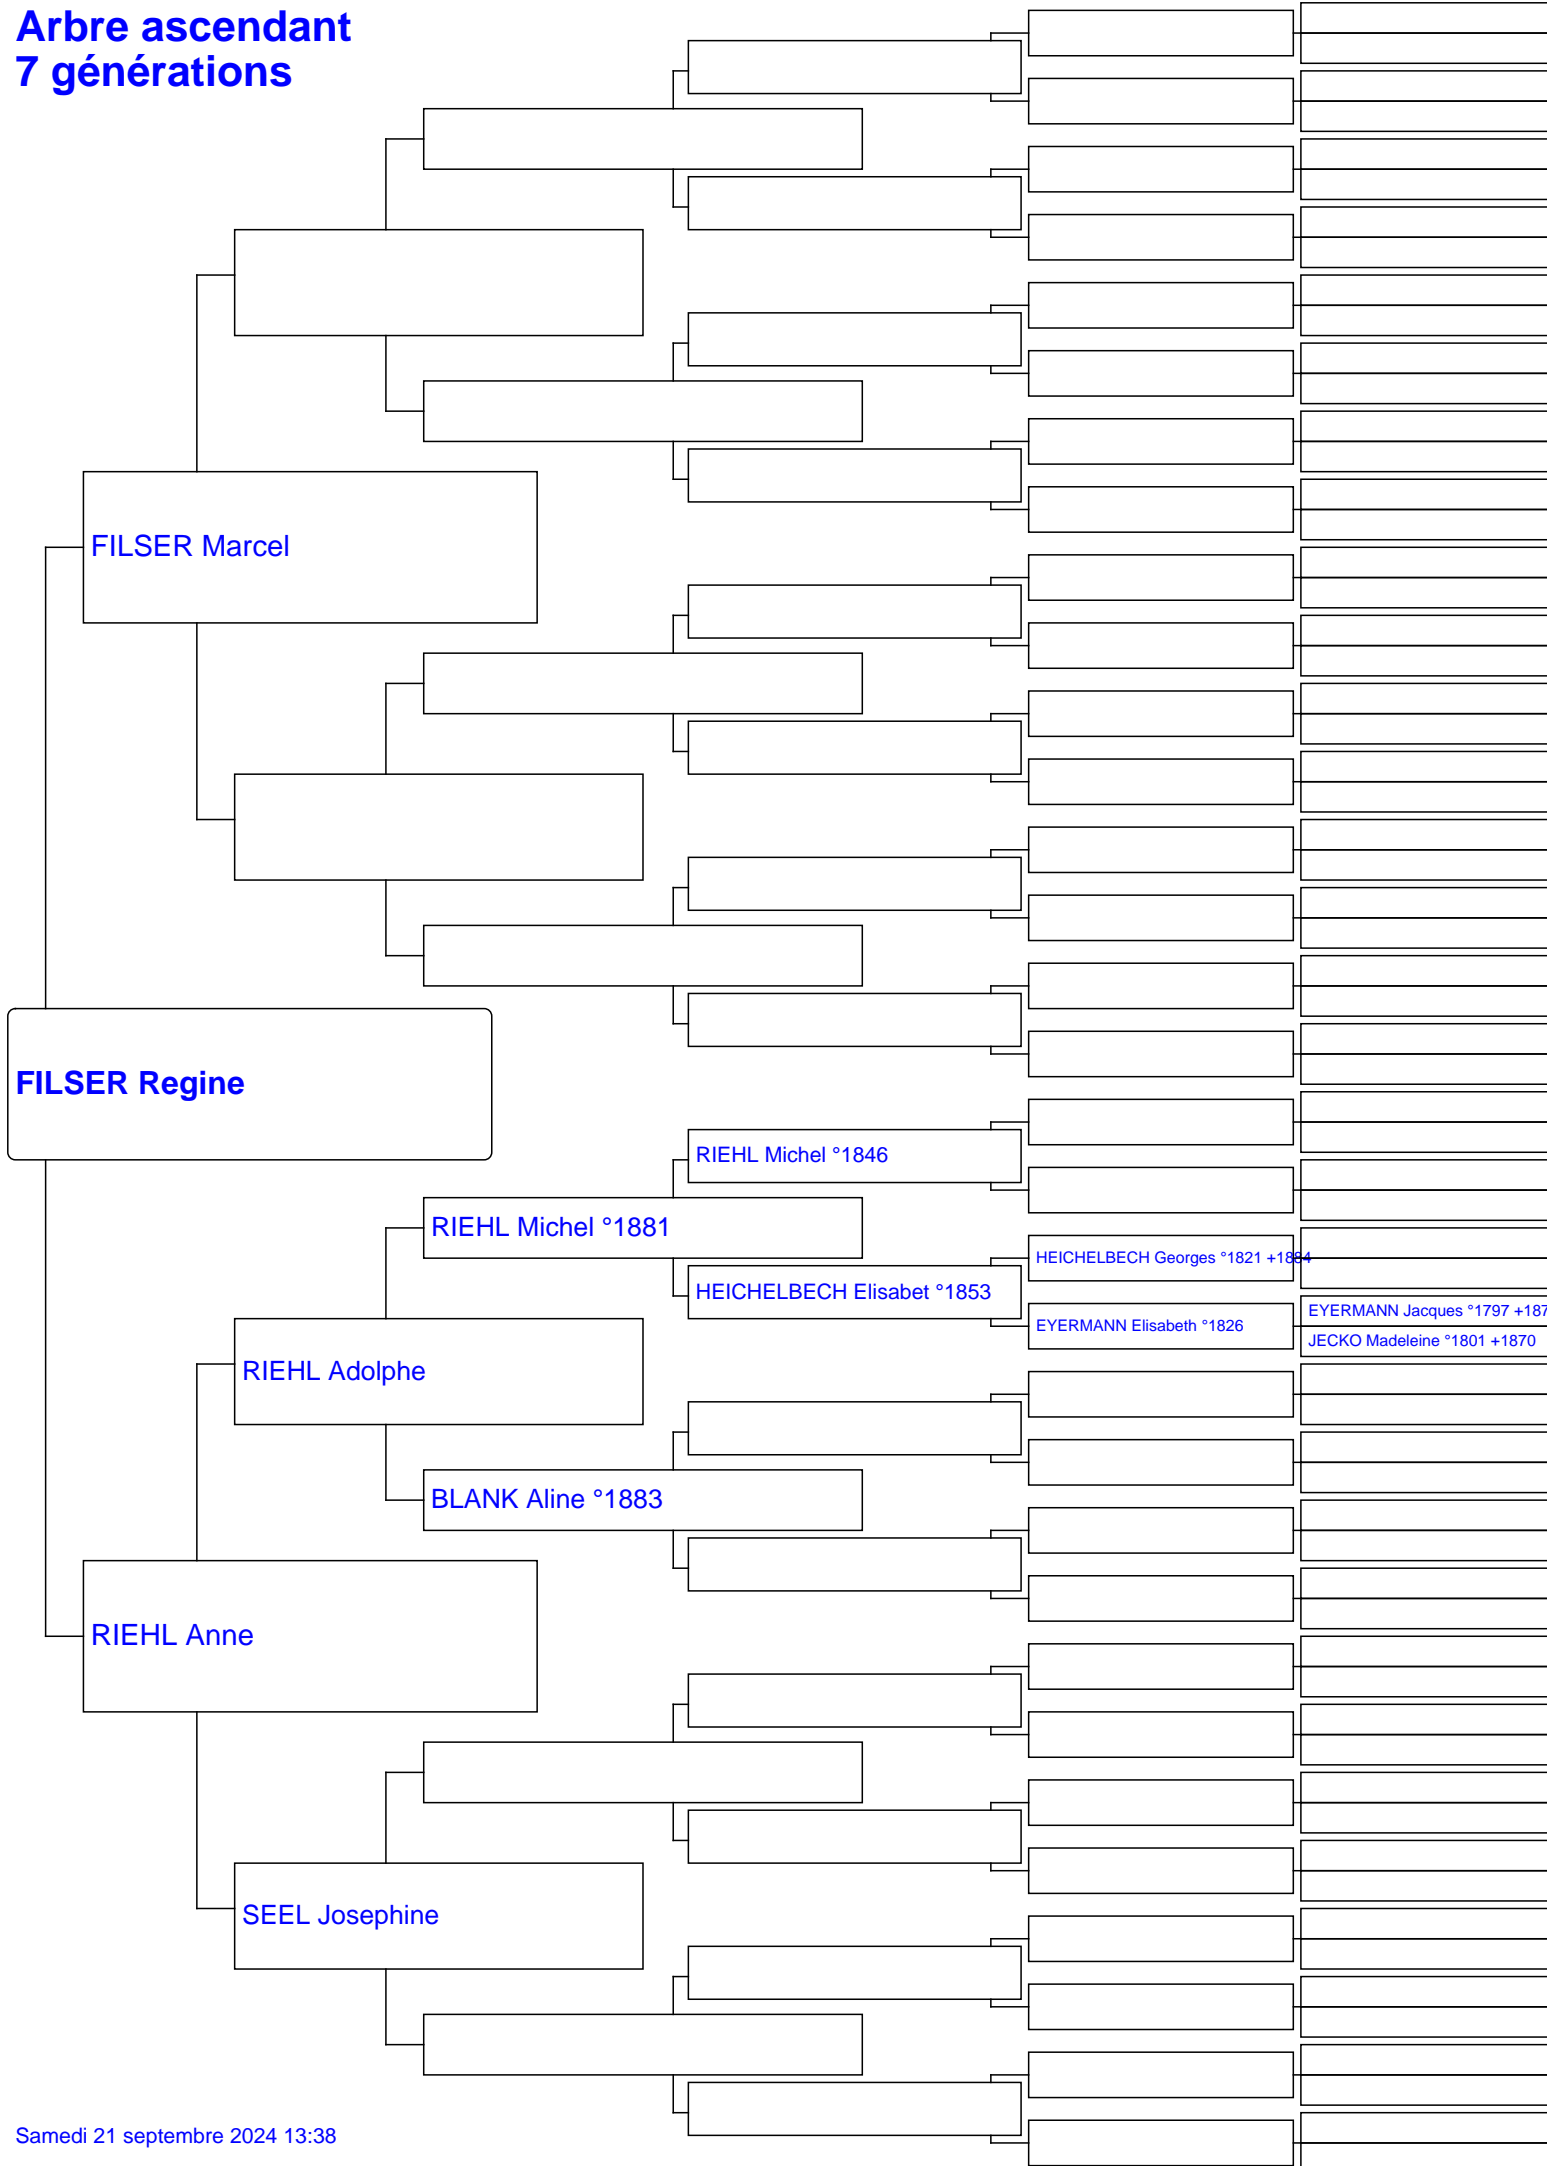 Arbre ascendant
7 générations
FILSER Marcel
FILSER Regine
RIEHL Michel °1846
RIEHL Michel °1881
HEICHELBECH Georges °1821 +1884
HEICHELBECH Elisabet °1853
EYERMANN Jacques °1797 +187
EYERMANN Elisabeth °1826
JECKO Madeleine °1801 +1870
RIEHL Adolphe
BLANK Aline °1883
RIEHL Anne
SEEL Josephine
Samedi 21 septembre 2024 13:38